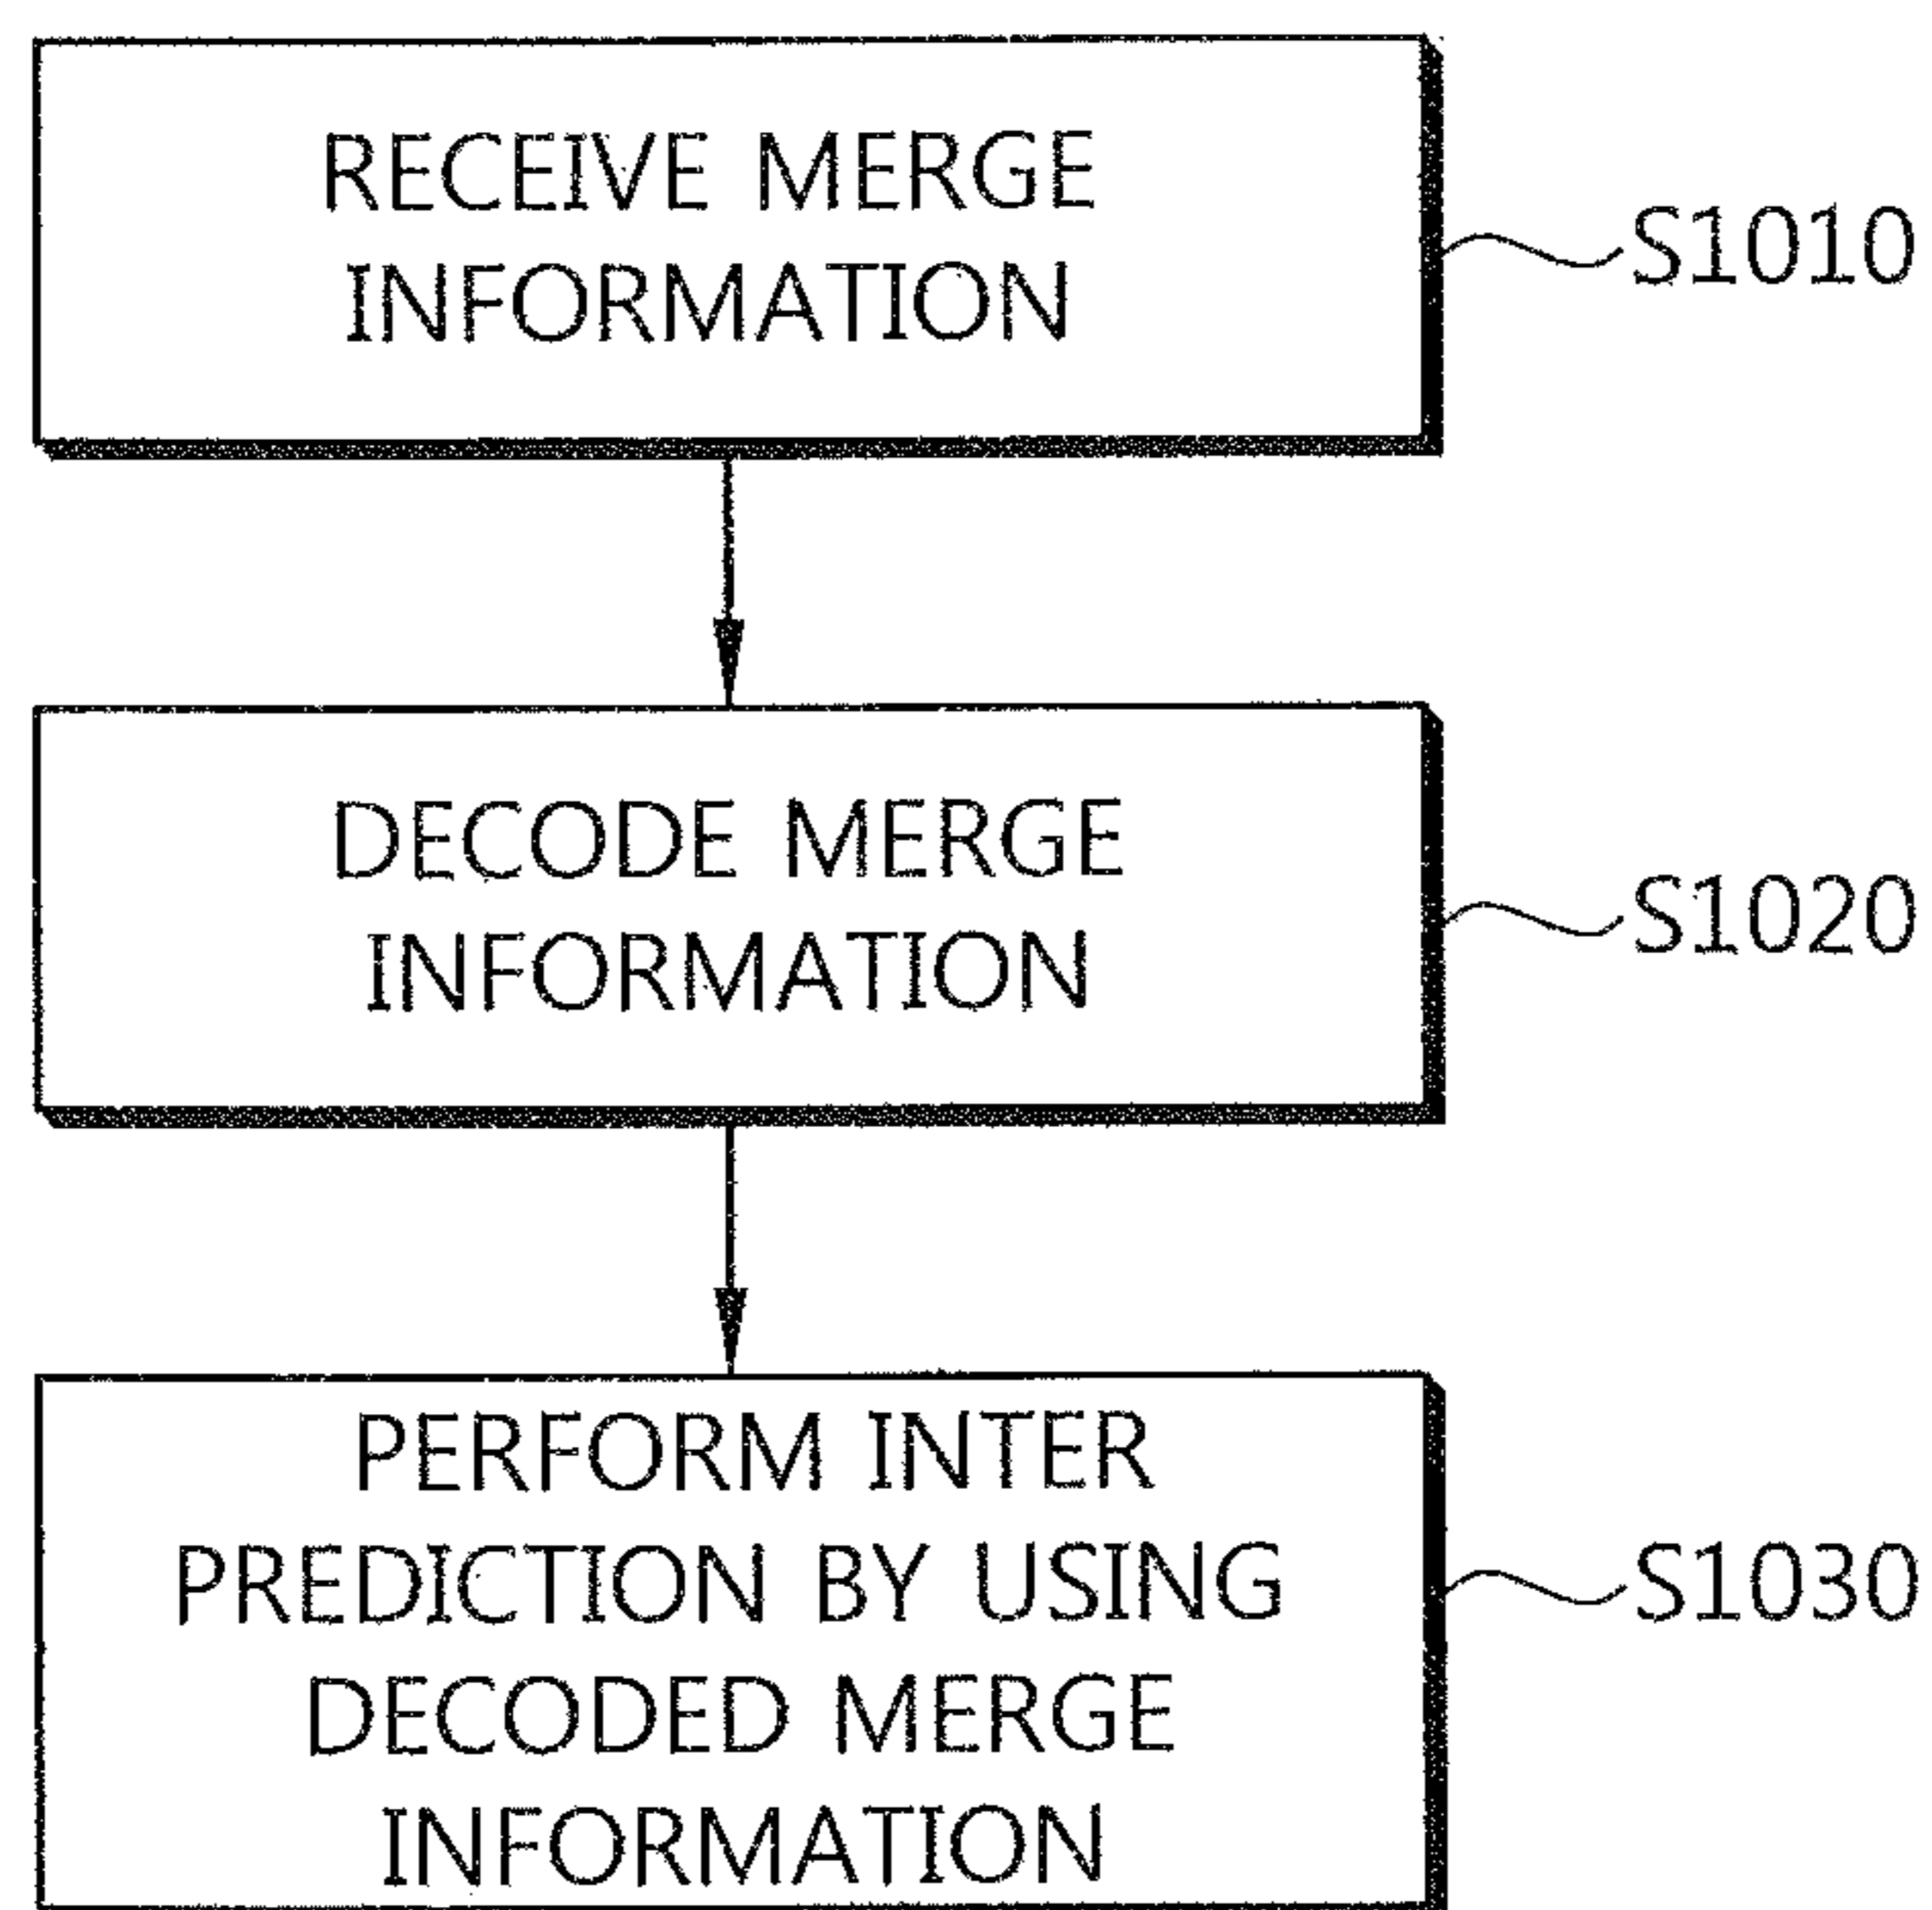 RECEIVE MERGE
INFORMATION
S1010
DECODE MERGE
INFORMATION
S1020
PERFORM INTER
PREDICTION BY USING
DECODED MERGE
INFORMATION
S1030